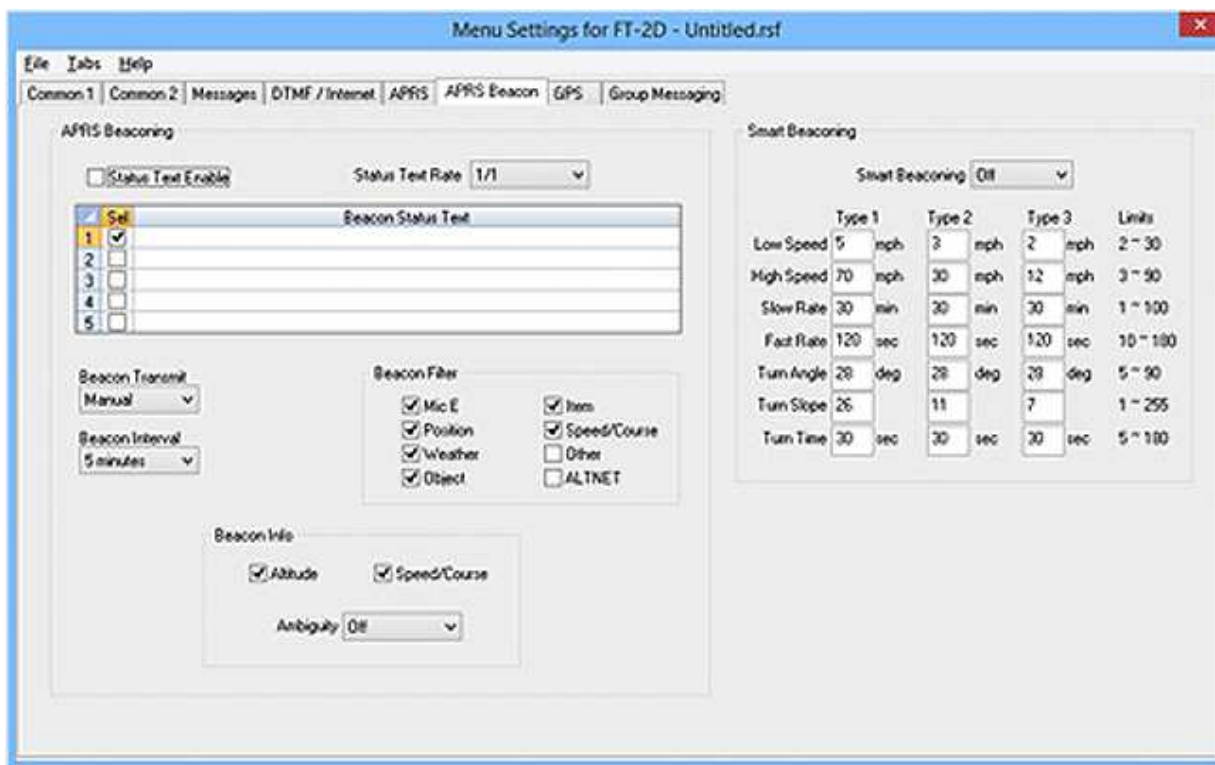 Menu Settings for FT-2D - Untitled.rsf
File Tabs Help
Common 1 Common 2 Messages DTMF / Internet APRS APRS Beacon GPS Group Messaging
APRS Beaconing
Status Text Enable Status Text Rate 1/1
Sel Beacon Status Text
1
2
3
4
5
Beacon Transmit
Manual
Beacon Interval
5 minutes
Beacon Filter
Mic E Item
Position Speed/Course
Weather Other
Object ALTNET
Beacon Info
Altitude Speed/Course
Ambiguity Off
Smart Beaconing
Smart Beaconing Off
Type 1 Type 2 Type 3 Limits
Low Speed 5 mph 3 mph 2 mph 2 ~ 30
High Speed 70 mph 30 mph 12 mph 3 ~ 90
Slow Rate 30 min 30 min 30 min 1 ~ 100
Fast Rate 120 sec 120 sec 120 sec 10 ~ 180
Turn Angle 28 deg 28 deg 28 deg 5 ~ 90
Turn Slope 26 11 7 1 ~ 255
Turn Time 30 sec 30 sec 30 sec 5 ~ 180